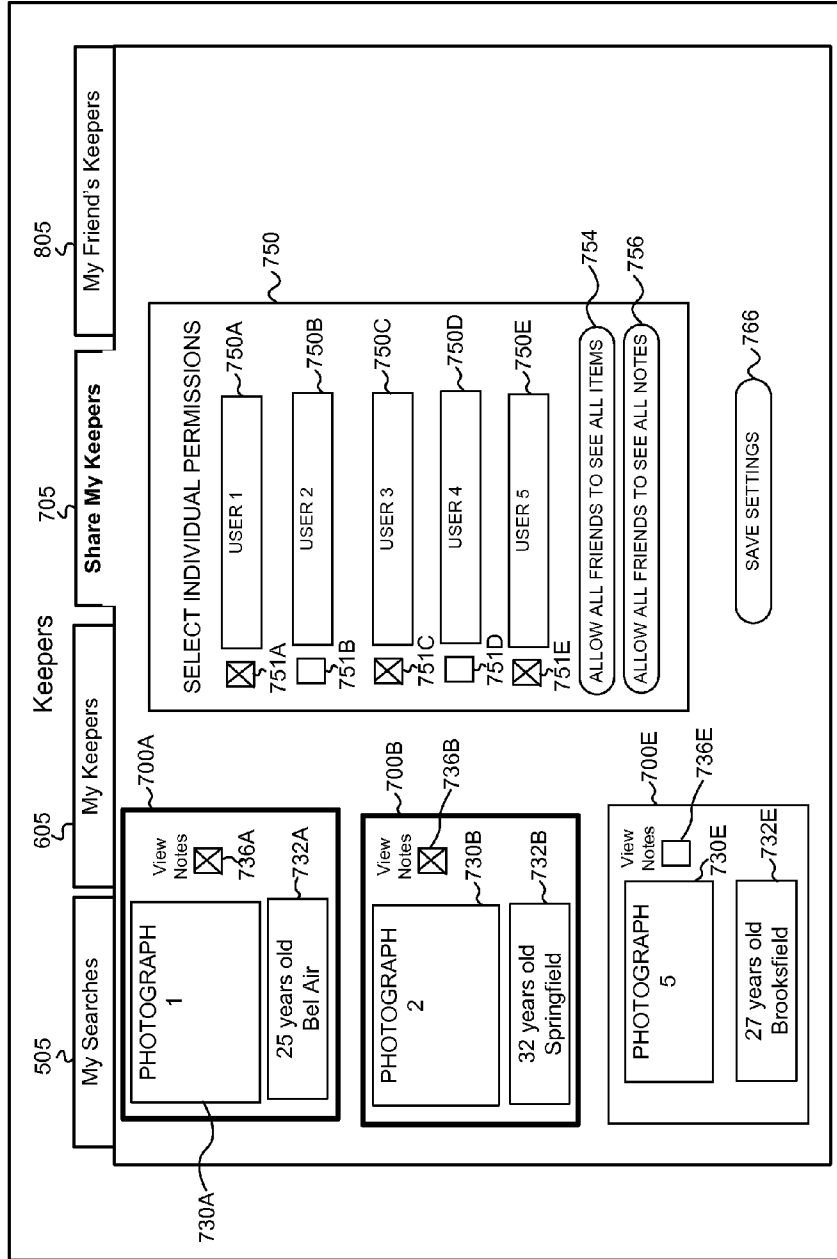 Keepers
505
605
705
805
My Searches
My Keepers
Share My Keepers
My Friend's Keepers
700A
PHOTOGRAPH
1
730A
View
Notes
736A
25 years old
Bel Air
732A
700B
PHOTOGRAPH
2
View
Notes
736B
730B
32 years old
Springfield
732B
700E
PHOTOGRAPH
5
View
Notes
736E
730E
27 years old
Brooksfield
732E
750
SELECT INDIVIDUAL PERMISSIONS
751A
USER 1
750A
751B
USER 2
750B
751C
USER 3
750C
751D
USER 4
750D
751E
USER 5
750E
ALLOW ALL FRIENDS TO SEE ALL ITEMS
754
ALLOW ALL FRIENDS TO SEE ALL NOTES
756
SAVE SETTINGS
766